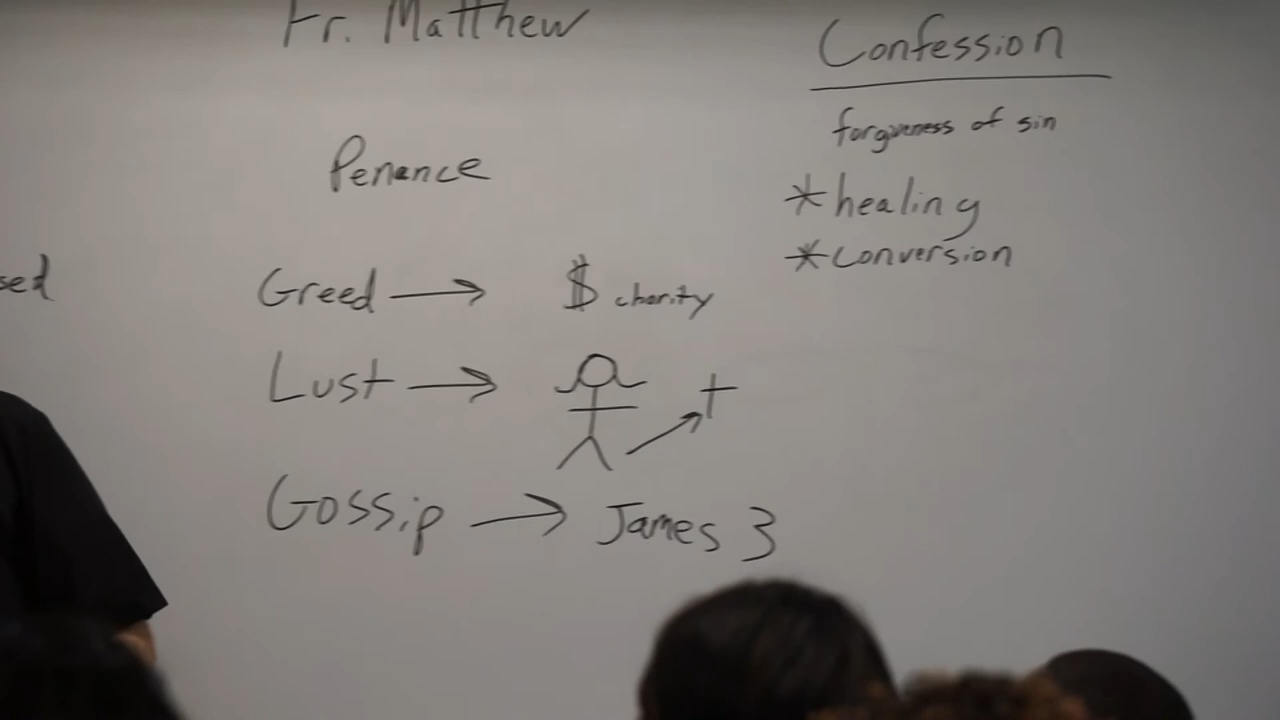 Fr. Matthew
Penance
Greed → $ charity
Lust →
Gossip → James 3
Confession
forgiveness of sin
*healing
*conversion